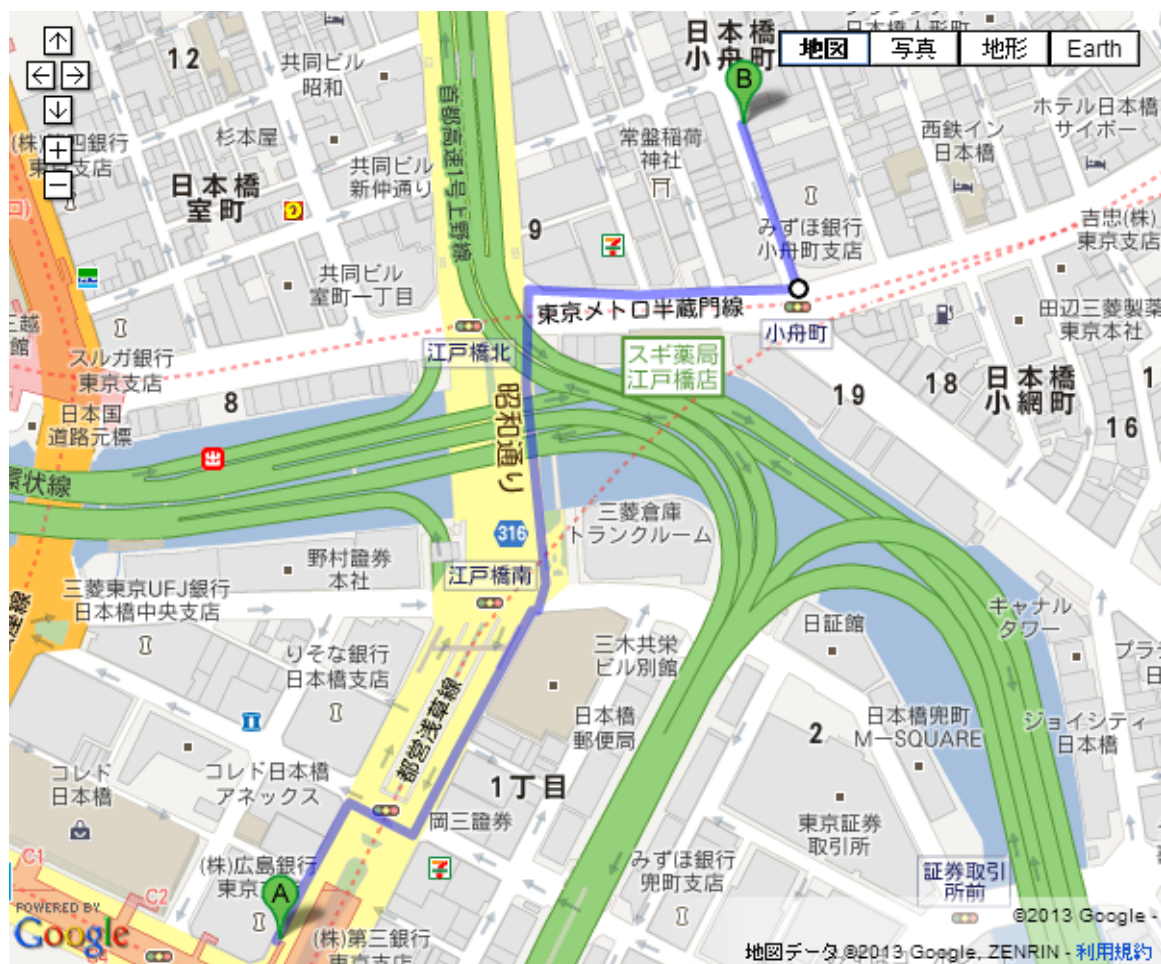 日本橋
小舟町
日本橋人形町
地図
写真
地形
Earth
12
共同ビル
昭和
首都高速1号上野線
B
ホテル日本橋
サイボー
杉本屋
常盤稲荷
神社
西鉄イン
日本橋
東京支店
共同ビル
新仲通り
日本橋
室町
9
みずほ銀行
小舟町支店
吉忠(株)
東京支店
共同ビル
室町一丁目
東京メトロ半蔵門線
田辺三菱製薬
東京本社
小舟町
江戸橋北
スギ薬局
江戸橋店
スルガ銀行
東京支店
8
日本国
道路元標
昭和通り
19
18
日本橋
小網町
1
16
出
状線
316
三菱倉庫
トランクルーム
野村證券
本社
江戸橋南
三菱東京UFJ銀行
日本橋中央支店
キャナル
タワー
日証館
三木共栄
ビル別館
りそな銀行
日本橋支店
都営浅草線
日本橋
郵便局
2
日本橋兜町
M-SQUARE
ジョイシティ
日本橋
コレド
日本橋
コレド日本橋
アネックス
1丁目
岡三證券
東京証券
取引所
(株)広島銀行
A
C1
C2
みずほ銀行
兜町支店
証券取引
所前
POWERED BY
Google
(株)第三銀行
東京支店
©2013 Google -
地図データ ©2013 Google, ZENRIN - 利用規約